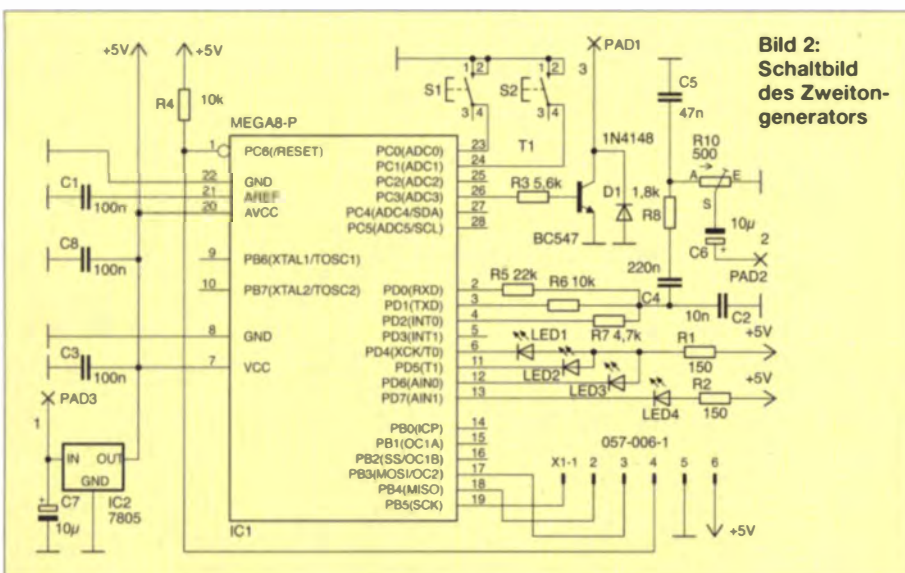 Bild 2:
Schaltbild
des Zweiton-
generators
+5V
+5V
R4
10k
MEGA8-P
1
PC6(/RESET)
22
GND
21
AREF
20
AVCC
9
PB6(XTAL1/TOSC1)
10
PB7(XTAL2/TOSC2)
8
GND
7
VCC
C1
100n
C8
100n
C3
100n
PAD3
1
IN
OUT
GND
IC2
7805
C7
10µ
IC1
PC0(ADC0)
23
PC1(ADC1)
24
PC2(ADC2)
25
PC3(ADC3)
26
PC4(ADC4/SDA)
27
PC5(ADC5/SCL)
28
PD0(RXD)
2
PD1(TXD)
3
PD2(INT0)
4
PD3(INT1)
5
PD4(XCK/T0)
6
PD5(T1)
11
PD6(AIN0)
12
PD7(AIN1)
13
PB0(ICP)
14
PB1(OC1A)
15
PB2(SS/OC1B)
16
PB3(MOSI/OC2)
17
PB4(MISO)
18
PB5(SCK)
19
1
2
S1
3
4
1
2
S2
3
4
PAD1
3
T1
1N4148
R3 5,6k
D1
BC547
C5
47n
R10
500
A
E
S
1,8k
R8
10µ
C6
2
PAD2
220n
C4
10n
C2
R5 22k
R6 10k
R7 4,7k
LED1
LED2
LED3
LED4
R1
150
+5V
R2
150
+5V
057-006-1
X1-1
2
3
4
5
6
+5V